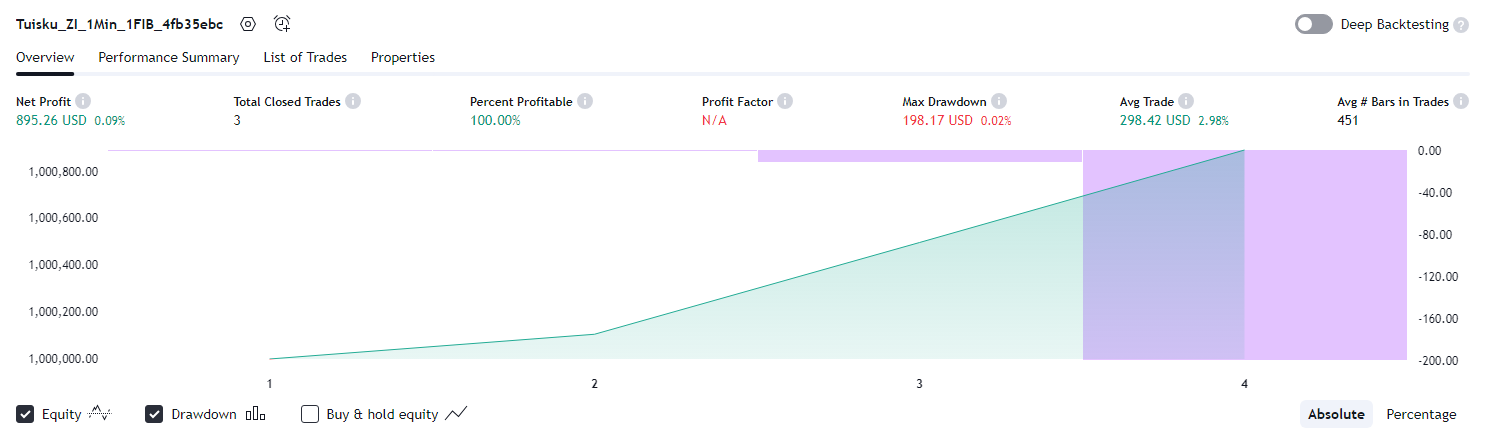 Tuisku_ZI_1Min_1FIB_4fb35ebc Deep Backtesting ?
Overview Performance Summary List of Trades Properties
Net Profit Total Closed Trades Percent Profitable Profit Factor Max Drawdown Avg Trade Avg # Bars in Trades
895.26 USD 0.09% 3 100.00% N/A 198.17 USD 0.02% 298.42 USD 2.98% 451
0.00
1,000,800.00
-40.00
1,000,600.00
-80.00
1,000,400.00
-120.00
1,000,200.00
-160.00
1,000,000.00
-200.00
1 2 3 4
Equity Drawdown Buy & hold equity Absolute Percentage